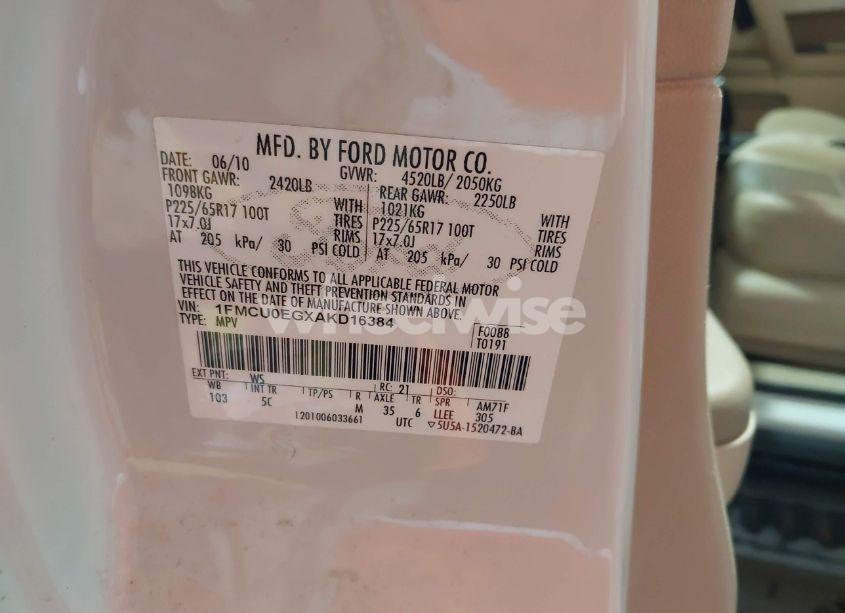 MFD. BY FORD MOTOR CO.
DATE: 06/10 GVWR: 4520LB/ 2050KG
FRONT GAWR: 2420LB REAR GAWR: 2250LB
1098KG WITH 1021KG WITH
P225/65R17 100T TIRES P225/65R17 100T TIRES
17x7.0J RIMS 17x7.0J RIMS
AT 205 kPa/ 30 PSI COLD AT 205 kPa/ 30 PSI COLD
THIS VEHICLE CONFORMS TO ALL APPLICABLE FEDERAL MOTOR
VEHICLE SAFETY AND THEFT PREVENTION STANDARDS IN
EFFECT ON THE DATE OF MANUFACTURE SHOWN ABOVE.
VIN: 1FMCU0EGXAKD16384
TYPE: MPV
F0088
T0191
wheelwise
EXT PNT: WS RC: 21 DSO:
WB INT TR TP/PS R AXLE TR SPR AM71F
103 5C M 35 6 LLEE 305
1201006033661 UTC ▽5U5A-1520472-BA